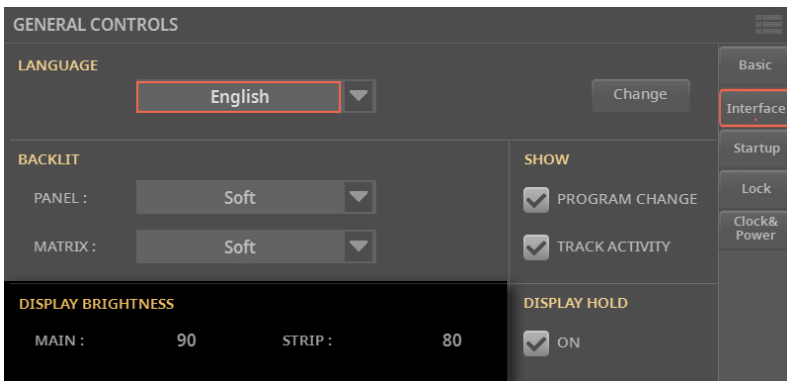 GENERAL CONTROLS
LANGUAGE
English
Change
BACKLIT
PANEL :
Soft
MATRIX :
Soft
SHOW
PROGRAM CHANGE
TRACK ACTIVITY
DISPLAY BRIGHTNESS
MAIN :
90
STRIP :
80
DISPLAY HOLD
ON
Basic
Interface
Startup
Lock
Clock&
Power